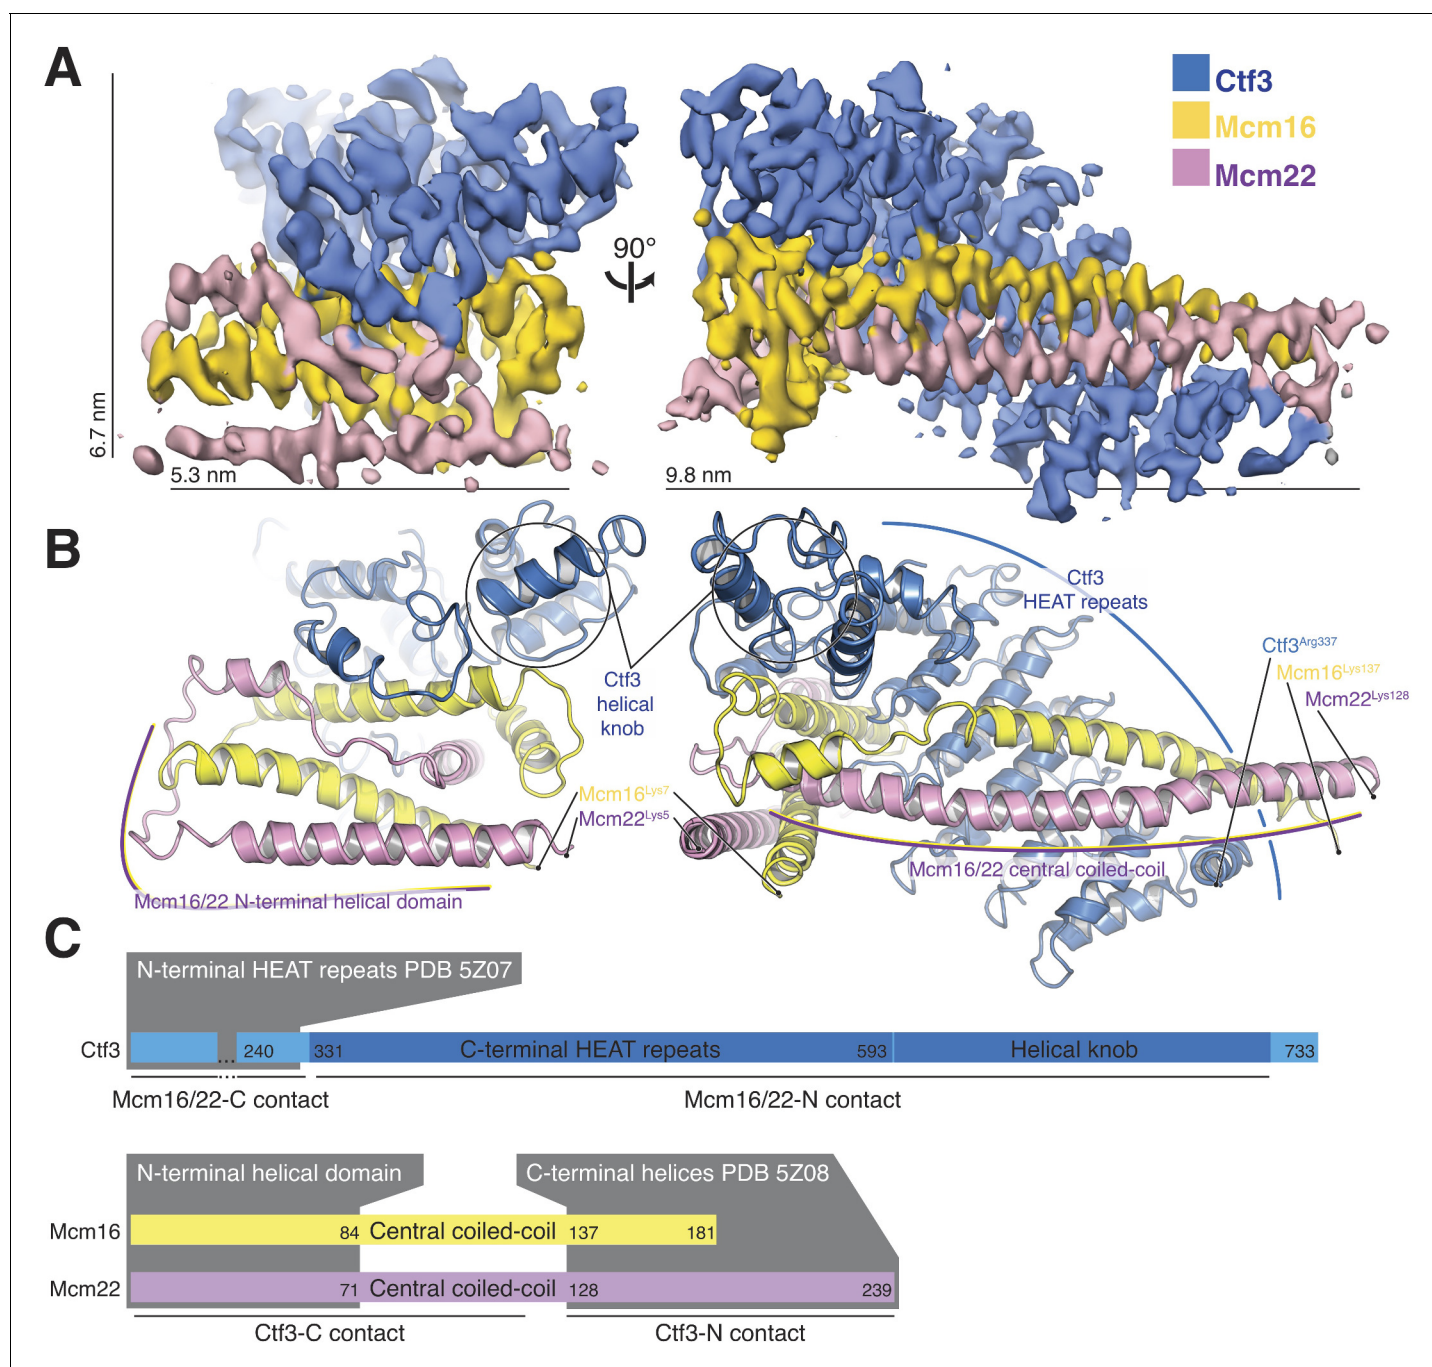 A
Ctf3
Mcm16
Mcm22
90°
6.7 nm
5.3 nm
9.8 nm
B
Ctf3
helical
knob
Ctf3
HEAT repeats
Ctf3Arg337
Mcm16Lys137
Mcm22Lys128
Mcm16Lys7
Mcm22Lys5
Mcm16/22 central coiled-coil
Mcm16/22 N-terminal helical domain
C
N-terminal HEAT repeats PDB 5Z07
Ctf3 ... 240 331 C-terminal HEAT repeats 593 Helical knob 733
...
Mcm16/22-C contact Mcm16/22-N contact
N-terminal helical domain C-terminal helices PDB 5Z08
Mcm16 84 Central coiled-coil 137 181
Mcm22 71 Central coiled-coil 128 239
Ctf3-C contact Ctf3-N contact